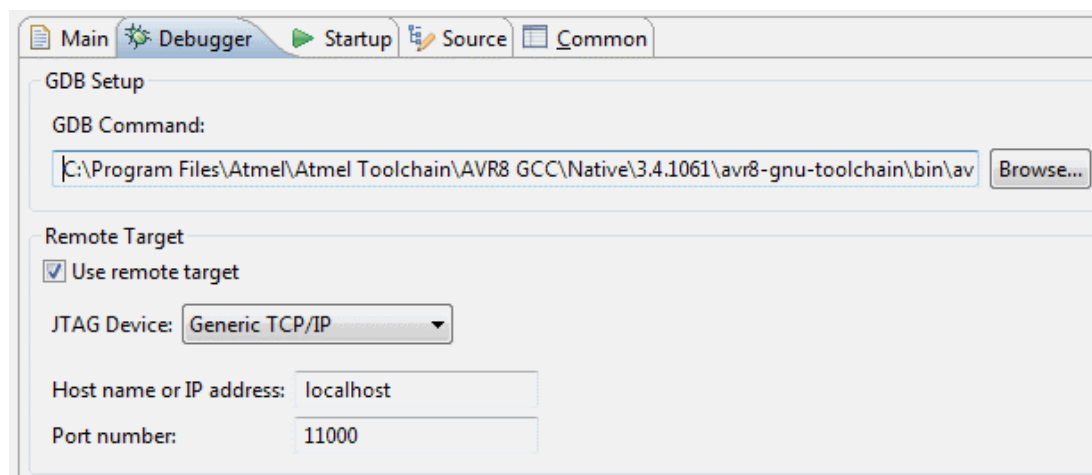 Main Debugger Startup Source Common
GDB Setup
GDB Command:
C:\Program Files\Atmel\Atmel Toolchain\AVR8 GCC\Native\3.4.1061\avr8-gnu-toolchain\bin\av Browse...
Remote Target
Use remote target
JTAG Device: Generic TCP/IP
Host name or IP address: localhost
Port number: 11000